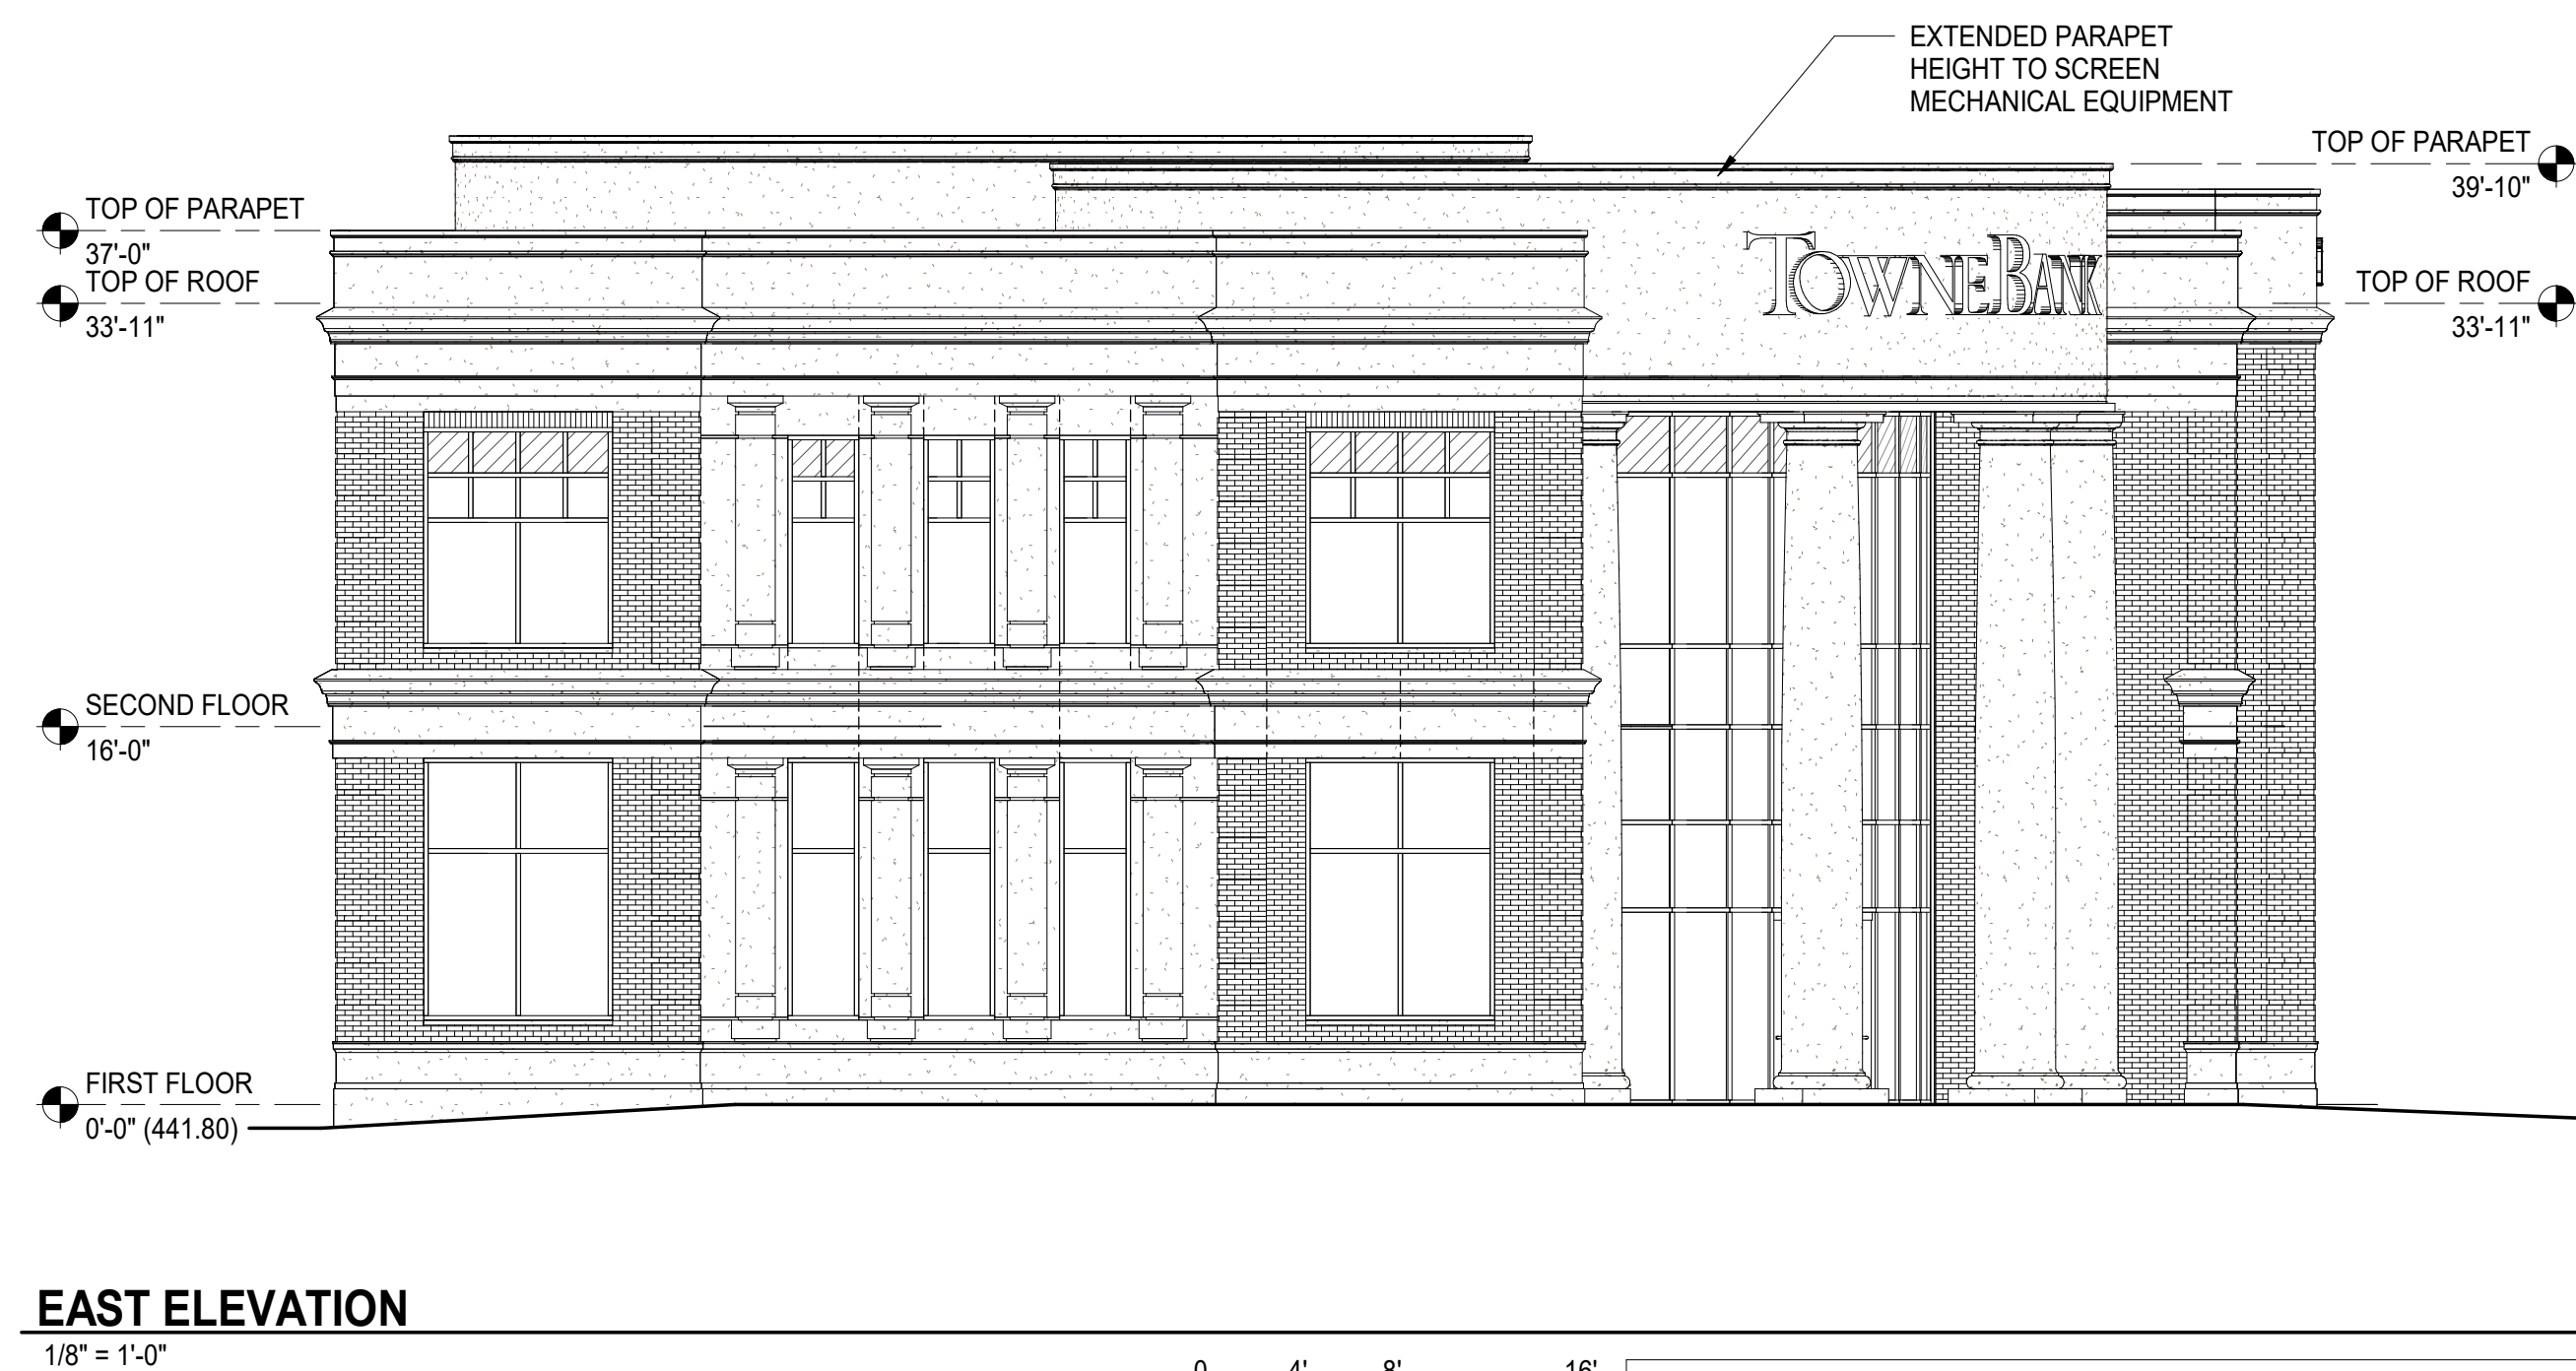 EXTENDED PARAPET
HEIGHT TO SCREEN
MECHANICAL EQUIPMENT
TOP OF PARAPET
39'-10"
TOP OF PARAPET
37'-0"
TOP OF ROOF
33'-11"
TOWNEBANK
TOP OF ROOF
33'-11"
SECOND FLOOR
16'-0"
FIRST FLOOR
0'-0" (441.80)
EAST ELEVATION
1/8" = 1'-0"
0 4' 8' 16'